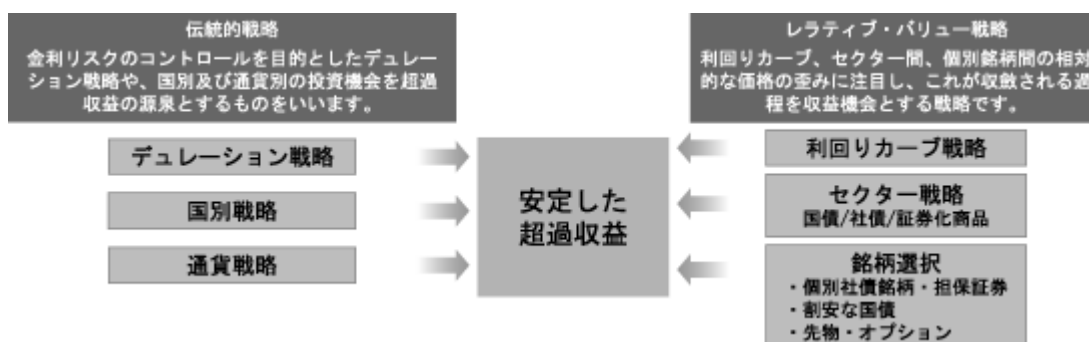 伝統的戦略
金利リスクのコントロールを目的としたデュレー
ション戦略や、国別及び通貨別の投資機会を超過
収益の源泉とするものをいいます。
デュレーション戦略
国別戦略
通貨戦略
安定した
超過収益
レラティブ・バリュー戦略
利回りカーブ、セクター間、個別銘柄間の相対
的な価格の歪みに注目し、これが収斂される過
程を収益機会とする戦略です。
利回りカーブ戦略
セクター戦略
国債/社債/証券化商品
銘柄選択
・個別社債銘柄・担保証券
・割安な国債
・先物・オプション